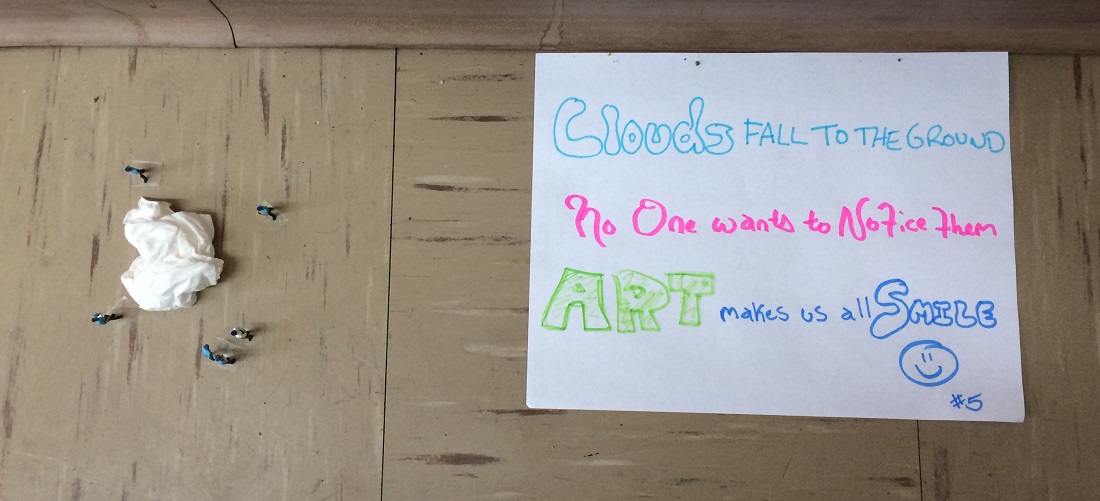 Clouds FALL TO THE GROUND
No One wants to Notice Them
ART makes us all SMILE
#5